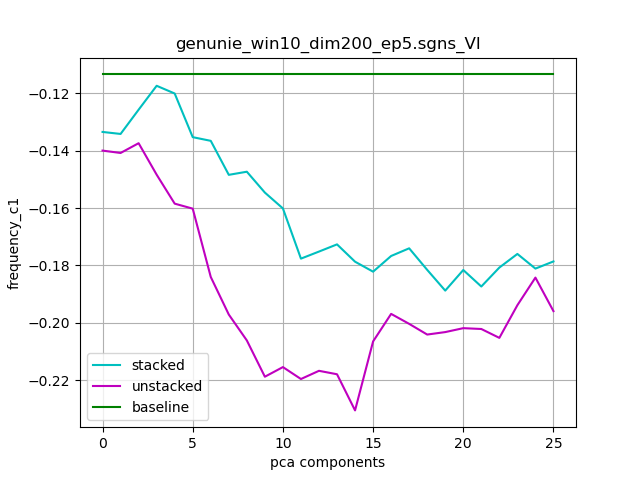 genunie_win10_dim200_ep5.sgns_VI
frequency_c1
−0.12
−0.14
−0.16
−0.18
−0.20
−0.22
stacked
unstacked
baseline
0 5 10 15 20 25
pca components